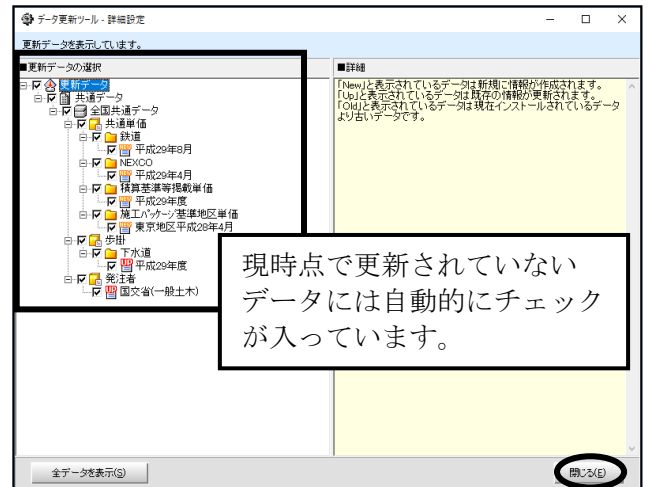 データ更新ツール - 詳細設定
更新データを表示しています。
■更新データの選択
更新データ
共通データ
全国共通データ
共通単価
鉄道
平成29年8月
NEXCO
平成29年4月
積算基準等掲載単価
平成29年度
施工パッケージ基準地区単価
東京地区平成28年4月
歩掛
下水道
平成29年度
発注者
国交省(一般土木)
■詳細
「New」と表示されているデータは新規に情報が作成されます。
「Up」と表示されているデータは既存の情報が更新されます。
「Old」と表示されているデータは現在インストールされているデータ
より古いデータです。
現時点で更新されていない
データには自動的にチェック
が入っています。
全データを表示(S)
閉じる(E)